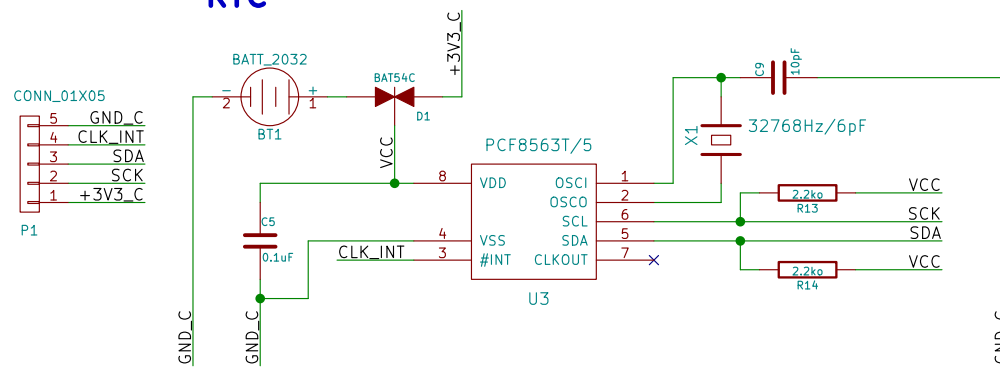 RTC
BATT_2032
-
2
+
1
BT1
BAT54C
D1
+3V3_C
VCC
CONN_01X05
5 GND_C
4 CLK_INT
3 SDA
2 SCK
1 +3V3_C
P1
C5
0.1uF
GND_C
GND_C
CLK_INT
PCF8563T/5
8 VDD
4 VSS
3 #INT
OSCI 1
OSCO 2
SCL 6
SDA 5
CLKOUT 7
U3
X1
32768Hz/6pF
C9
10pF
2.2ko
R13
VCC
SCK
SDA
2.2ko
R14
VCC
GND_C